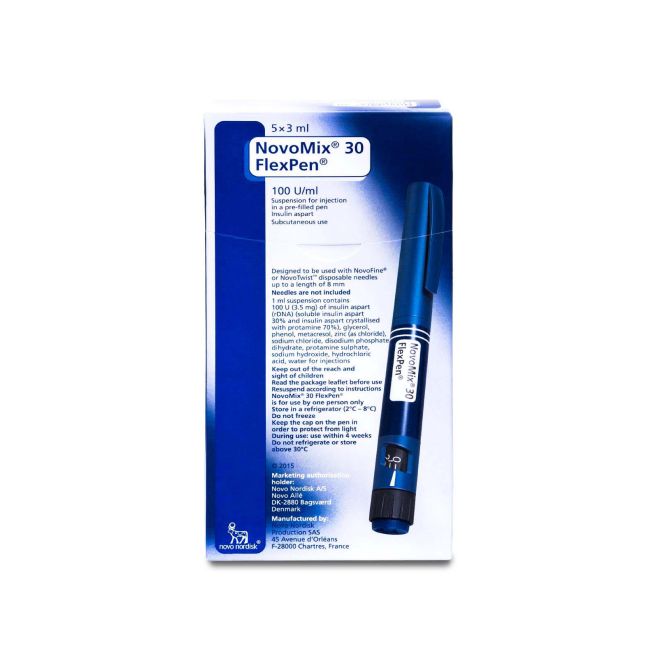 5 × 3 ml
NovoMix® 30
FlexPen®
100 U/ml
Suspension for injection
in a pre-filled pen
Insulin aspart
Subcutaneous use
Designed to be used with NovoFine®
or NovoTwist™ disposable needles
up to a length of 8 mm
Needles are not included
1 ml suspension contains
100 U (3.5 mg) of insulin aspart
(rDNA) (soluble insulin aspart
30% and insulin aspart crystallised
with protamine 70%), glycerol,
phenol, metacresol, zinc (as chloride),
sodium chloride, disodium phosphate
dihydrate, protamine sulphate,
sodium hydroxide, hydrochloric
acid, water for injections
Keep out of the reach and
sight of children
Read the package leaflet before use
Resuspend according to instructions
NovoMix® 30 FlexPen®
is for use by one person only
Store in a refrigerator (2°C – 8°C)
Do not freeze
Keep the cap on the pen in
order to protect from light
During use: use within 4 weeks
Do not refrigerate or store
above 30°C
© 2015
Marketing authorisation
holder:
Novo Nordisk A/S
Novo Allé
DK-2880 Bagsværd
Denmark
Manufactured by:
Novo Nordisk
Production SAS
45 Avenue d'Orléans
F-28000 Chartres, France
novo nordisk®
NovoMix® 30
FlexPen®